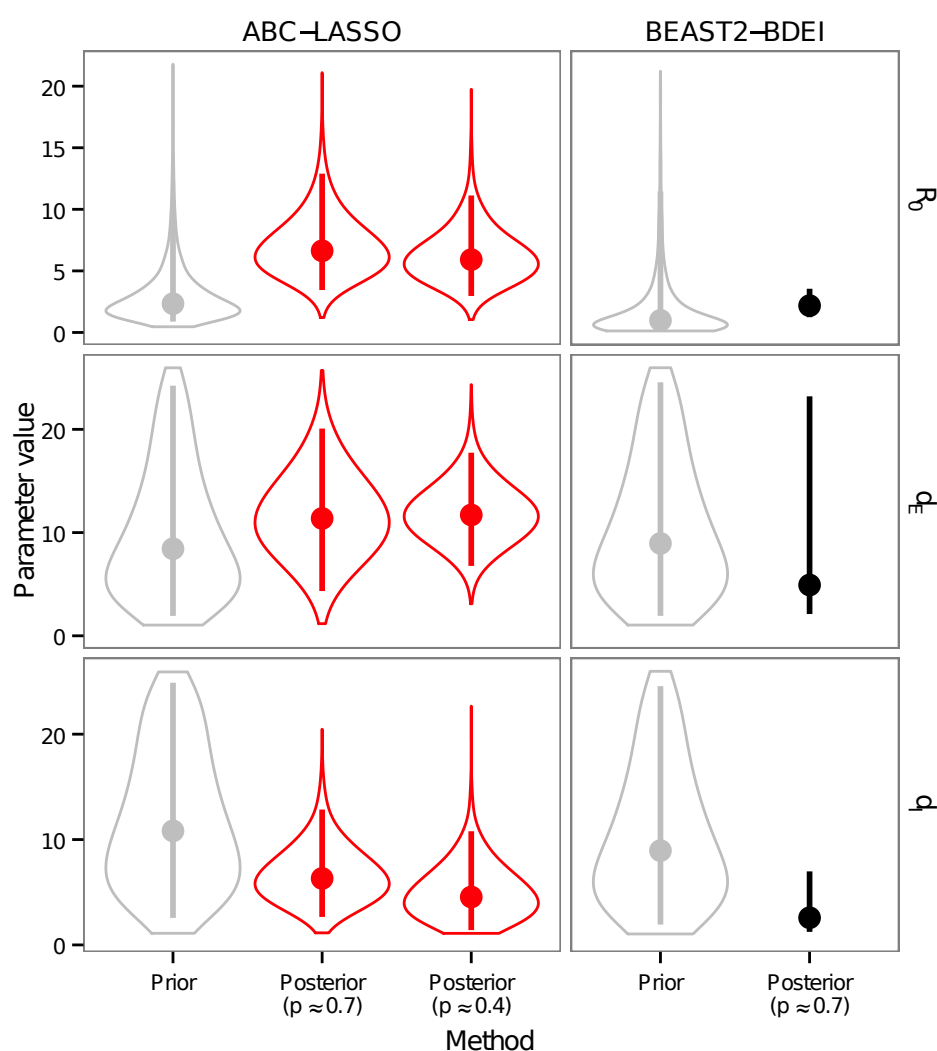 ABC−LASSO
BEAST2−BDEI
Parameter value
20
15
10
5
0
R0
20
10
0
dE
20
10
0
dI
Prior
Posterior
(p ≈0.7)
Posterior
(p ≈0.4)
Prior
Posterior
(p ≈0.7)
Method